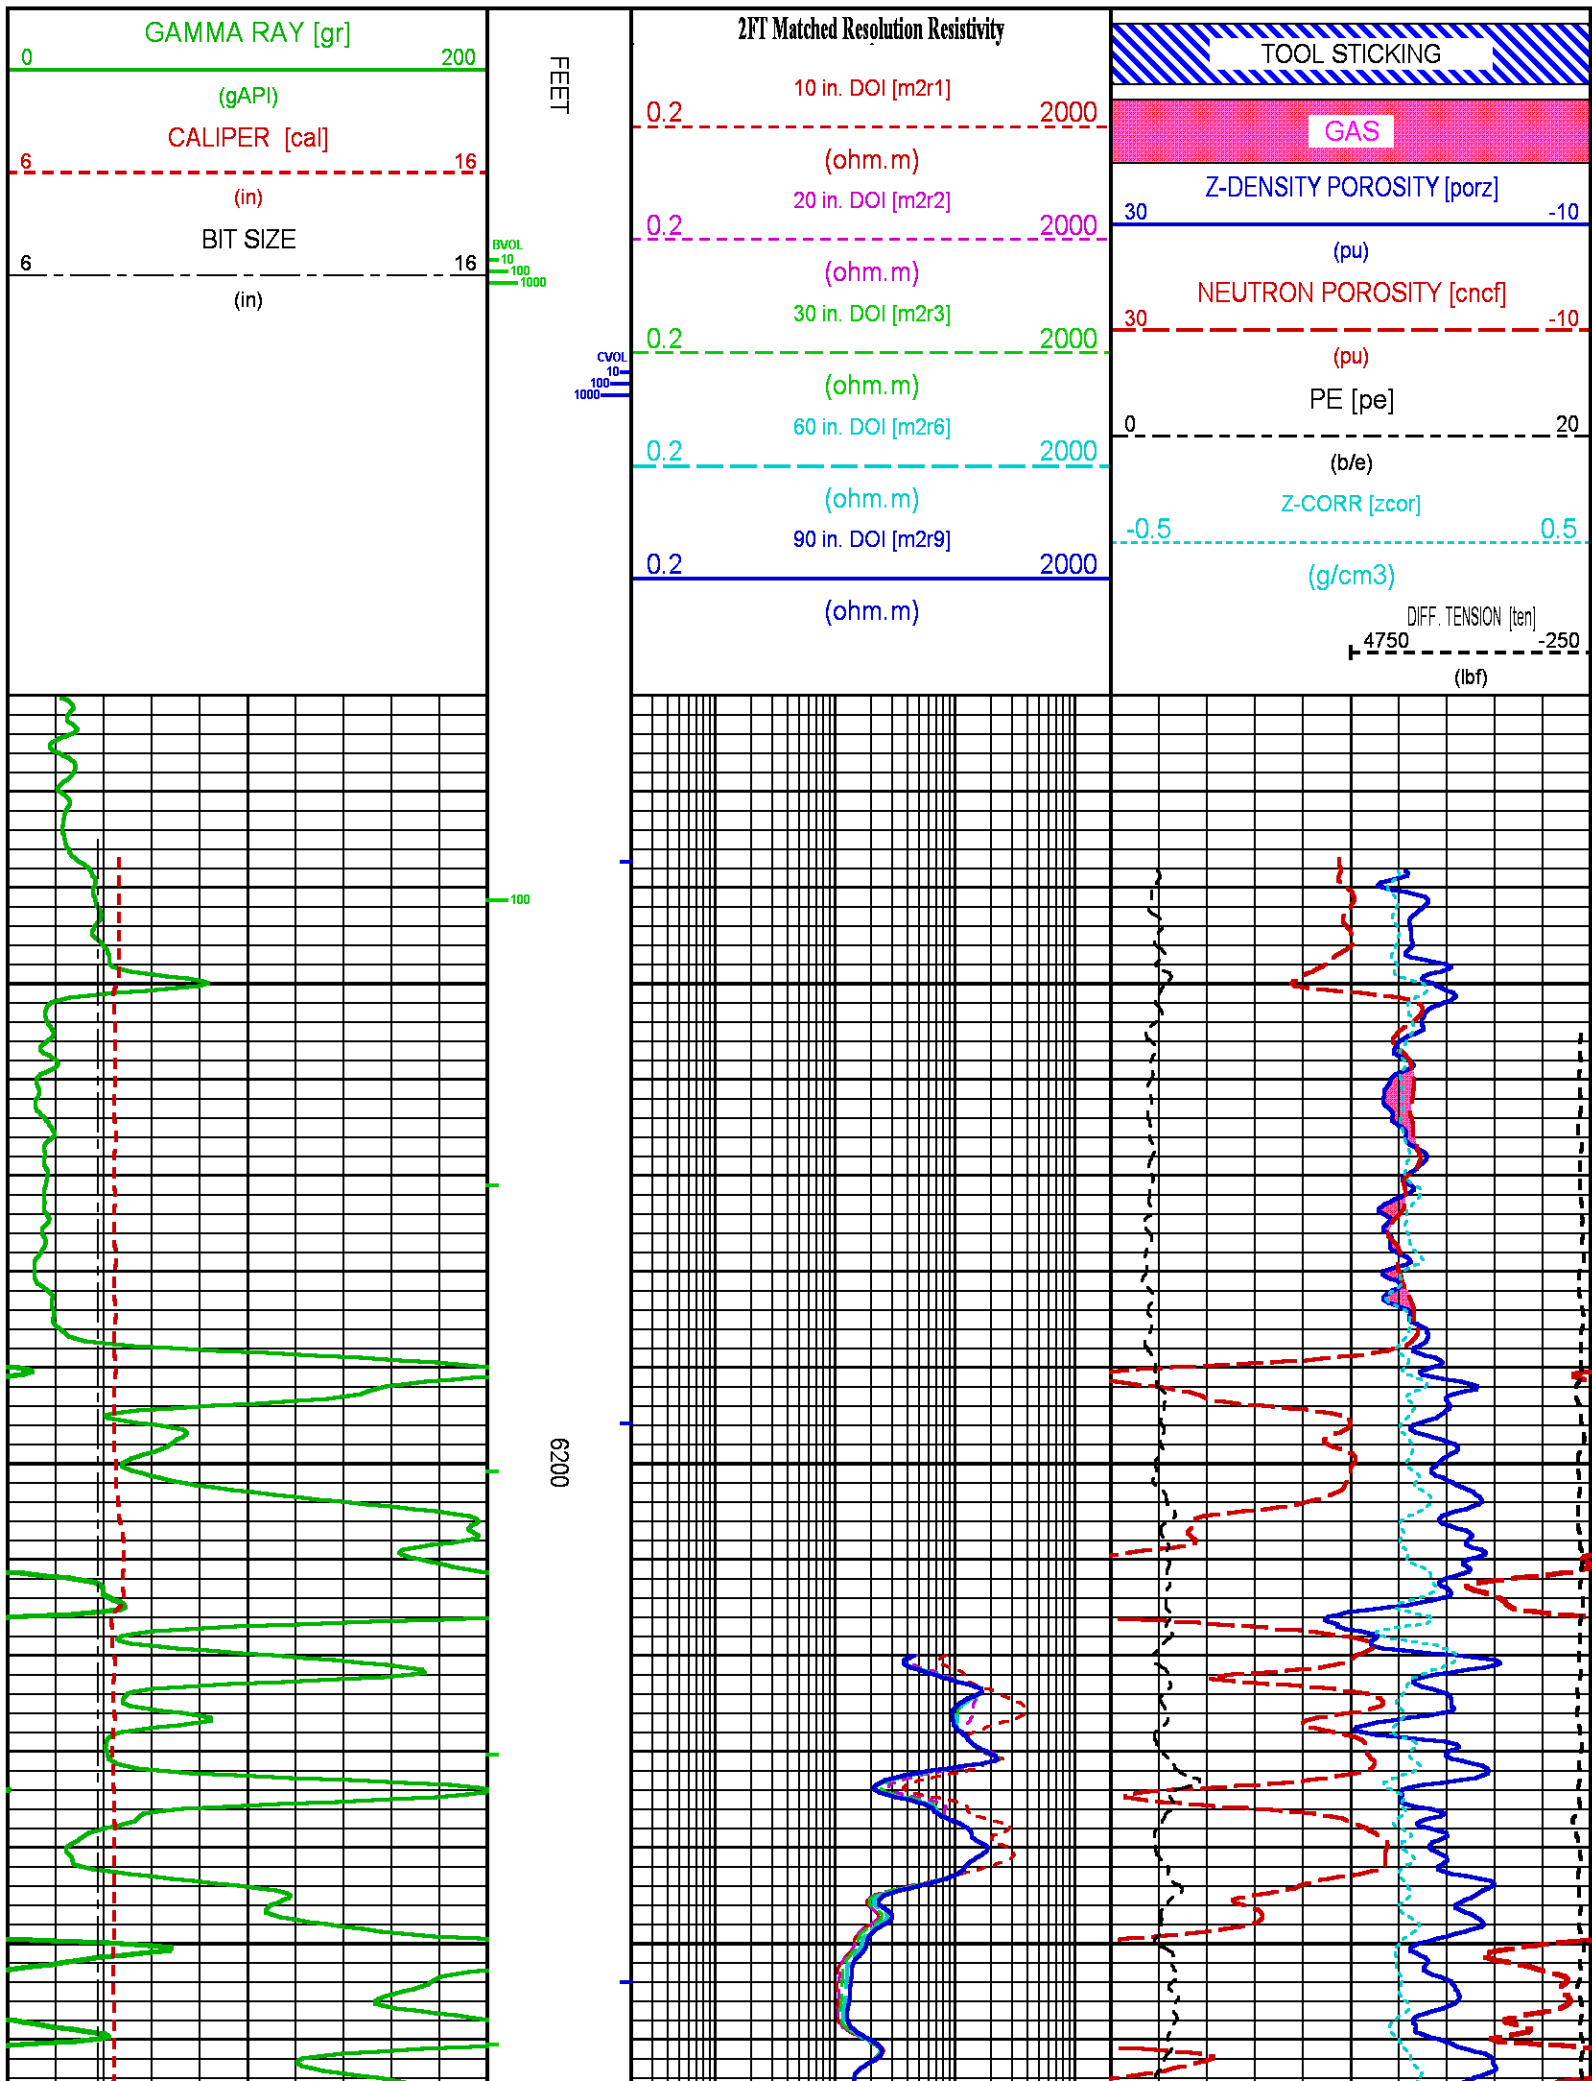 GAMMA RAY [gr]
0 200
(gAPI)
CALIPER [cal]
6 16
(in)
BIT SIZE
6 16
(in)
FEET
BVOL
10
100
1000
CVOL
10
100
1000
2FT Matched Resolution Resistivity
10 in. DOI [m2r1]
0.2 2000
(ohm.m)
20 in. DOI [m2r2]
0.2 2000
(ohm.m)
30 in. DOI [m2r3]
0.2 2000
(ohm.m)
60 in. DOI [m2r6]
0.2 2000
(ohm.m)
90 in. DOI [m2r9]
0.2 2000
(ohm.m)
TOOL STICKING
GAS
Z-DENSITY POROSITY [porz]
30 -10
(pu)
NEUTRON POROSITY [cncf]
30 -10
(pu)
PE [pe]
0 20
(b/e)
Z-CORR [zcor]
-0.5 0.5
(g/cm3)
DIFF. TENSION [ten]
4750 -250
(lbf)
100
6200